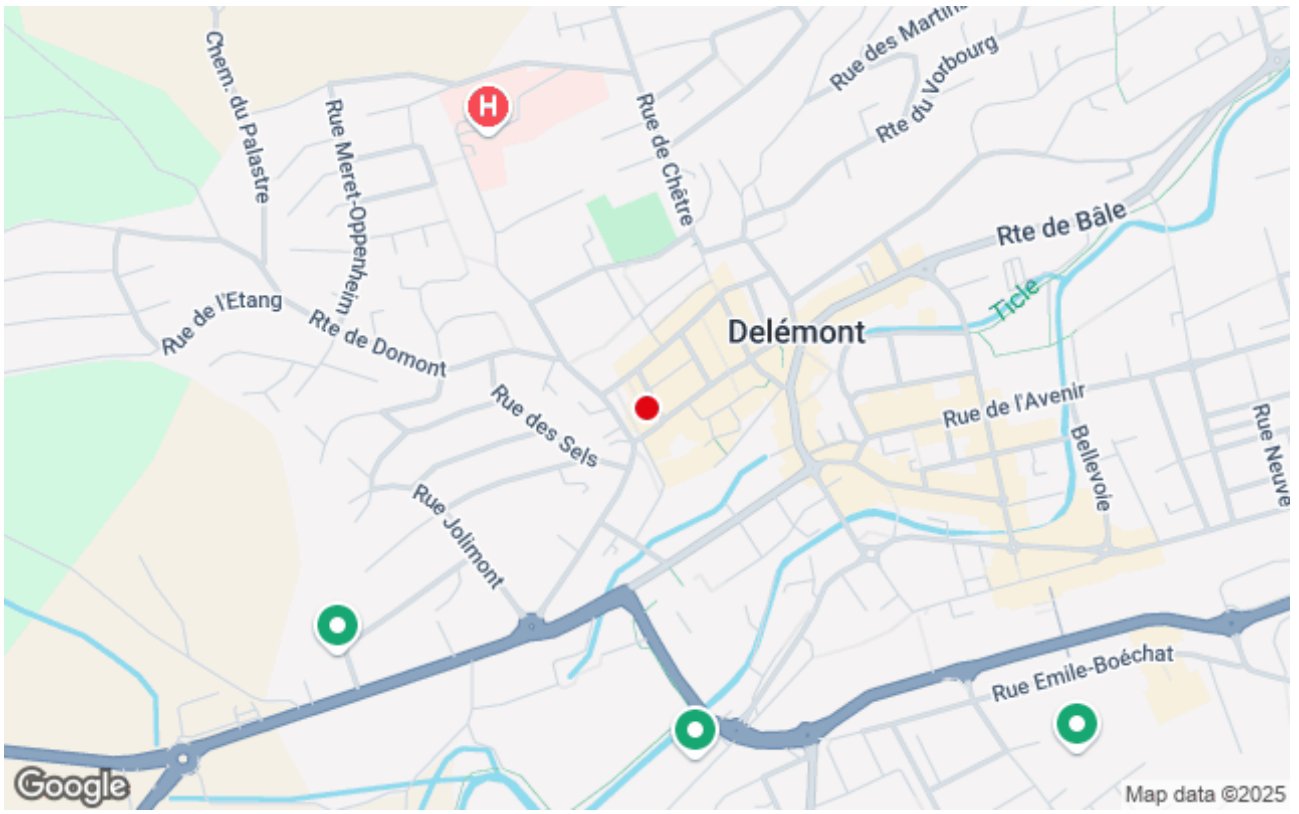 Rue des Martins
Chem. du Palastre
Rte du Vorbourg
H
Rue Meret-Oppenheim
Rue de Chêtre
Rte de Bâle
Ticle
Rue de l'Etang
Rte de Domont
Delémont
Rue de l'Avenir
Rue des Sels
Bellevoie
Rue Neuve
Rue Jolimont
Rue Emile-Boéchat
Google
Map data ©2025